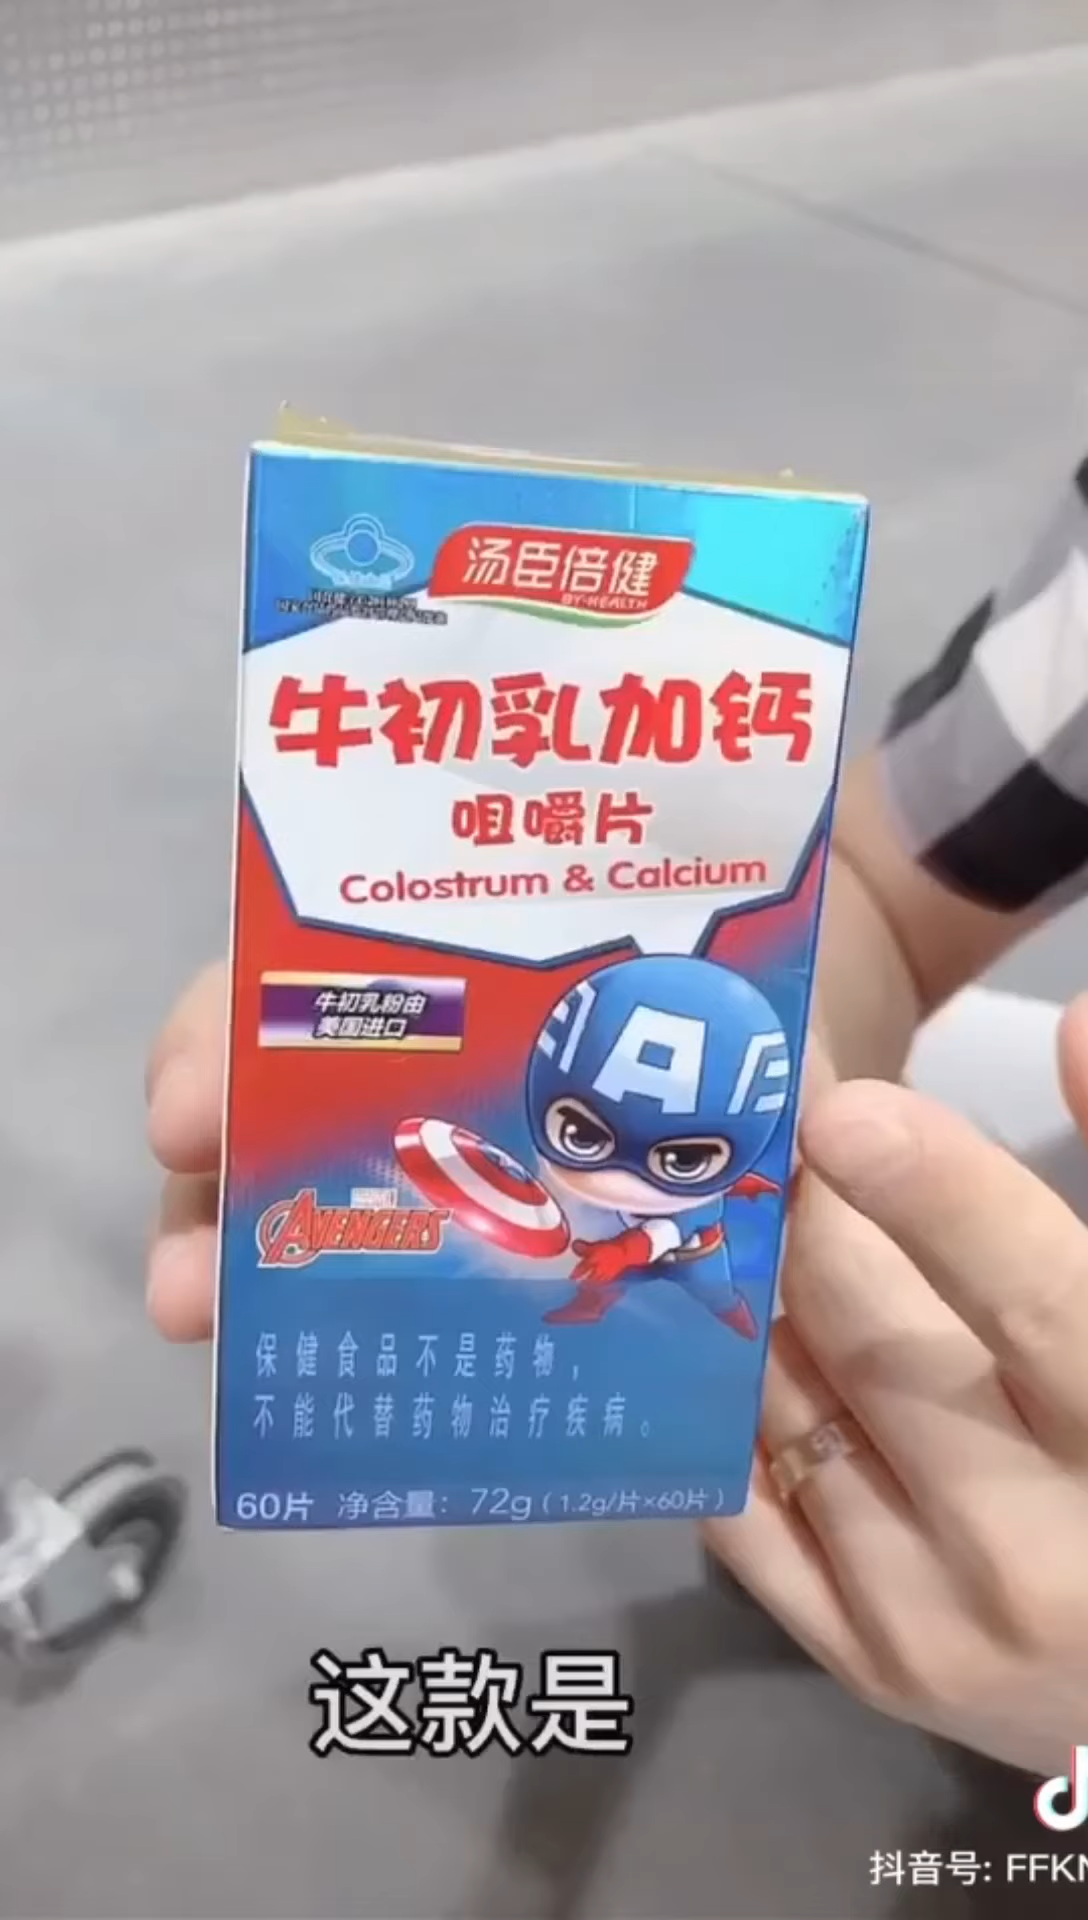 汤臣倍健
BY-HEALTH
牛初乳加钙
咀嚼片
Colostrum & Calcium
牛初乳粉由
美国进口
A
AVENGERS
保健食品不是药物，
不能代替药物治疗疾病。
60片 净含量：72g（1.2g/片×60片）
这款是
抖音号: FFKN